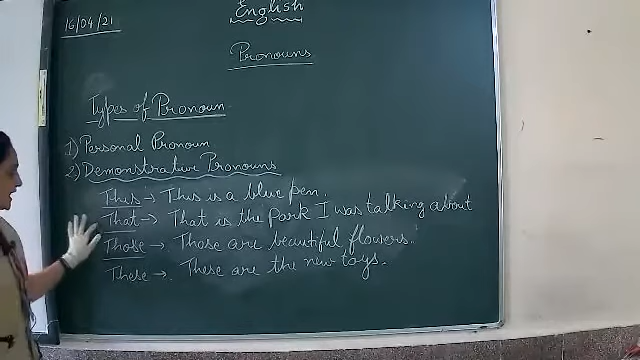 16/04/21
English
Pronouns
Types of Pronoun
1) Personal Pronoun
2) Demonstrative Pronouns
This → This is a blue pen.
That → That is the Park I was talking about
Those → Those are beautiful flowers.
These → These are the new toys.